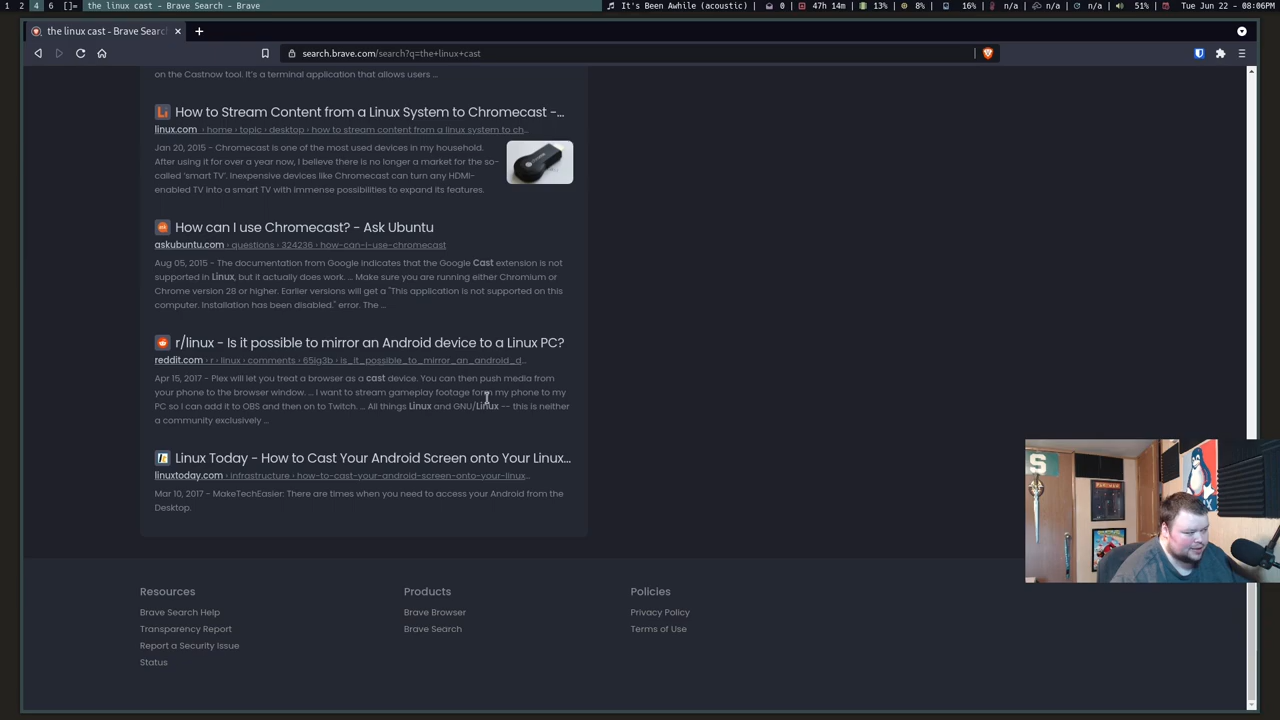 1 2 4 6 []= the linux cast - Brave Search - Brave
It's Been Awhile (acoustic) 0 47h 14m 13% 8% 16% n/a n/a n/a 51% Tue Jun 22 - 08:06PM
the linux cast - Brave Searc
search.brave.com/search?q=the+linux+cast
on the Castnow tool. It's a terminal application that allows users ...
How to Stream Content from a Linux System to Chromecast -...
linux.com › home › topic › desktop › how to stream content from a linux system to ch...
Jan 20, 2015 - Chromecast is one of the most used devices in my household.
After using it for over a year now, I believe there is no longer a market for the so-
called 'smart TV'. Inexpensive devices like Chromecast can turn any HDMI-
enabled TV into a smart TV with immense possibilities to expand its features.
How can I use Chromecast? - Ask Ubuntu
askubuntu.com › questions › 324236 › how-can-i-use-chromecast
Aug 05, 2015 - The documentation from Google indicates that the Google Cast extension is not
supported in Linux, but it actually does work. ... Make sure you are running either Chromium or
Chrome version 28 or higher. Earlier versions will get a "This application is not supported on this
computer. Installation has been disabled." error. The ...
r/linux - Is it possible to mirror an Android device to a Linux PC?
reddit.com › r › linux › comments › 65ig3b › is_it_possible_to_mirror_an_android_d...
Apr 15, 2017 - Plex will let you treat a browser as a cast device. You can then push media from
your phone to the browser window. ... I want to stream gameplay footage form my phone to my
PC so I can add it to OBS and then on to Twitch. ... All things Linux and GNU/Linux -- this is neither
a community exclusively ...
Linux Today - How to Cast Your Android Screen onto Your Linux...
linuxtoday.com › infrastructure › how-to-cast-your-android-screen-onto-your-linux...
Mar 10, 2017 - MakeTechEasier: There are times when you need to access your Android from the
Desktop.
Resources
Brave Search Help
Transparency Report
Report a Security Issue
Status
Products
Brave Browser
Brave Search
Policies
Privacy Policy
Terms of Use